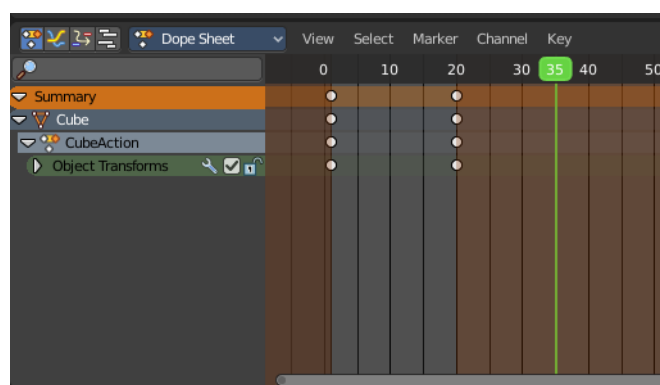 Dope Sheet View Select Marker Channel Key
0 10 20 30 35 40 50
Summary
Cube
CubeAction
Object Transforms